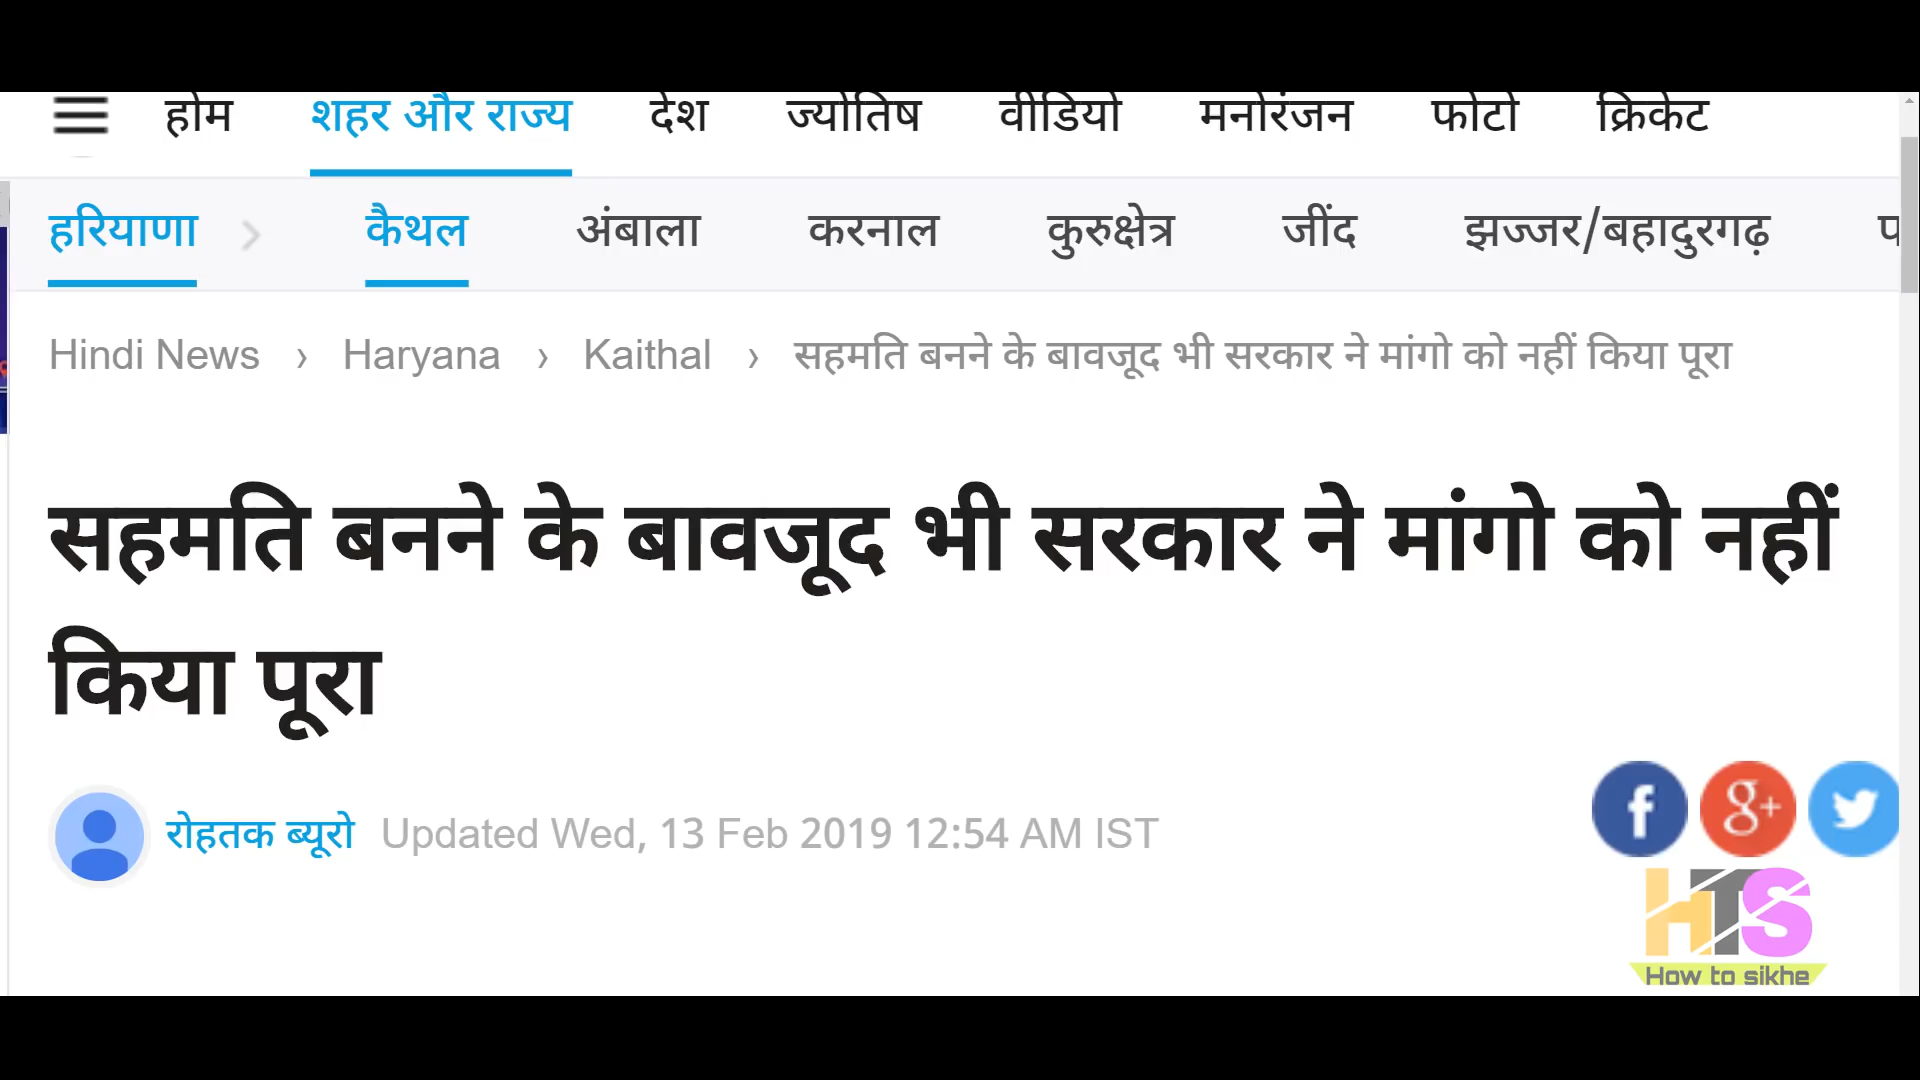 होम शहर और राज्य देश ज्योतिष वीडियो मनोरंजन फोटो क्रिकेट
हरियाणा › कैथल अंबाला करनाल कुरुक्षेत्र जींद झज्जर/बहादुरगढ़
Hindi News › Haryana › Kaithal › सहमति बनने के बावजूद भी सरकार ने मांगो को नहीं किया पूरा
सहमति बनने के बावजूद भी सरकार ने मांगो को नहीं
किया पूरा
रोहतक ब्यूरो Updated Wed, 13 Feb 2019 12:54 AM IST
HTS
How to sikhe